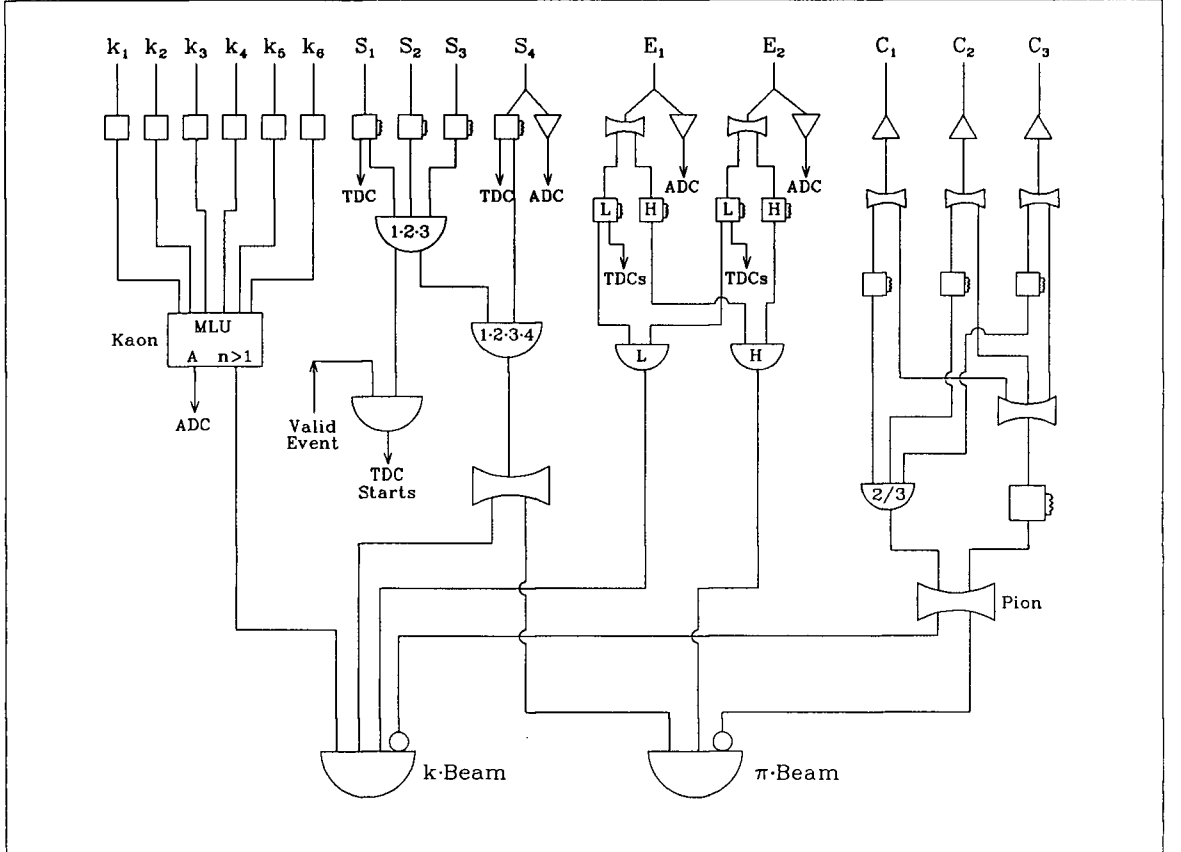 k₁ k₂ k₃ k₄ k₅ k₆ S₁ S₂ S₃ S₄ E₁ E₂ C₁ C₂ C₃
TDC TDC ADC ADC ADC
L H L H
1·2·3
TDCs TDCs
MLU
Kaon
A n>1
1·2·3·4
L H
ADC
Valid
Event
TDC
Starts
2/3
Pion
k·Beam π·Beam